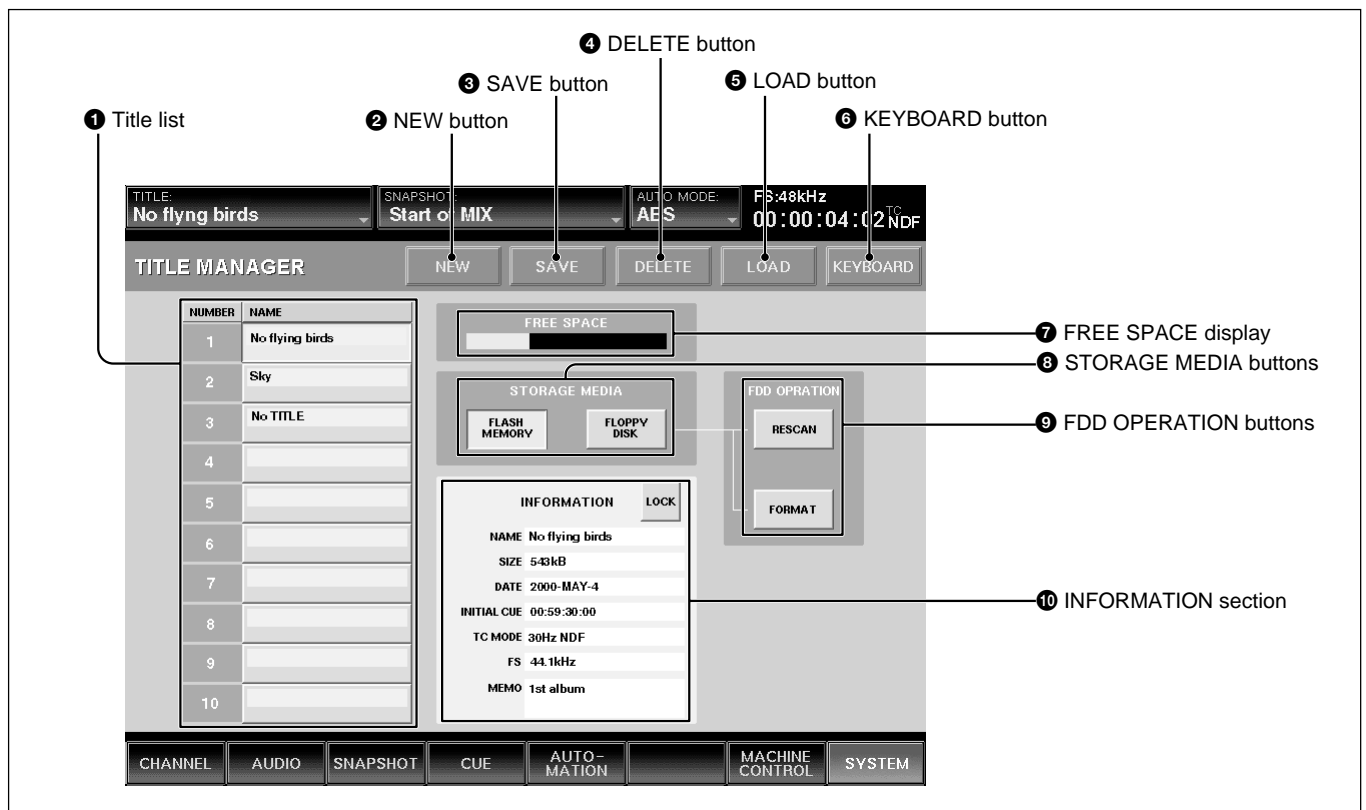 ❹ DELETE button
❸ SAVE button
❺ LOAD button
❶ Title list
❷ NEW button
❻ KEYBOARD button
TITLE:
No flyng birds
SNAPSHOT:
Start of MIX
AUTO MODE:
ABS
FS:48kHz
00:00:04:02 TC NDF
TITLE MANAGER
NEW
SAVE
DELETE
LOAD
KEYBOARD
NUMBER NAME
1 No flying birds
2 Sky
3 No TITLE
4
5
6
7
8
9
10
FREE SPACE
❼ FREE SPACE display
❽ STORAGE MEDIA buttons
STORAGE MEDIA
FLASH MEMORY
FLOPPY DISK
FDD OPRATION
RESCAN
FORMAT
❾ FDD OPERATION buttons
INFORMATION
LOCK
NAME No flying birds
SIZE 543kB
DATE 2000-MAY-4
INITIAL CUE 00:59:30:00
TC MODE 30Hz NDF
FS 44.1kHz
MEMO 1st album
❿ INFORMATION section
CHANNEL
AUDIO
SNAPSHOT
CUE
AUTO-
MATION
MACHINE
CONTROL
SYSTEM